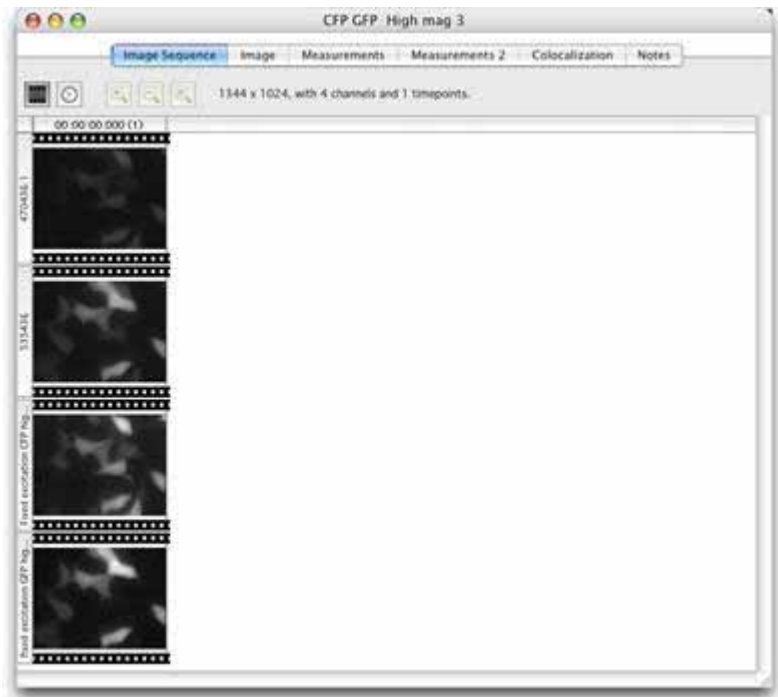 CFP GFP High mag 3
Image Sequence Image Measurements Measurements 2 Colocalization Notes
1344 x 1024, with 4 channels and 1 timepoints.
00:00:00.000 (1)
470436.1
535436
Fixed excitation CFP hig...
fixed excitation GFP hig...